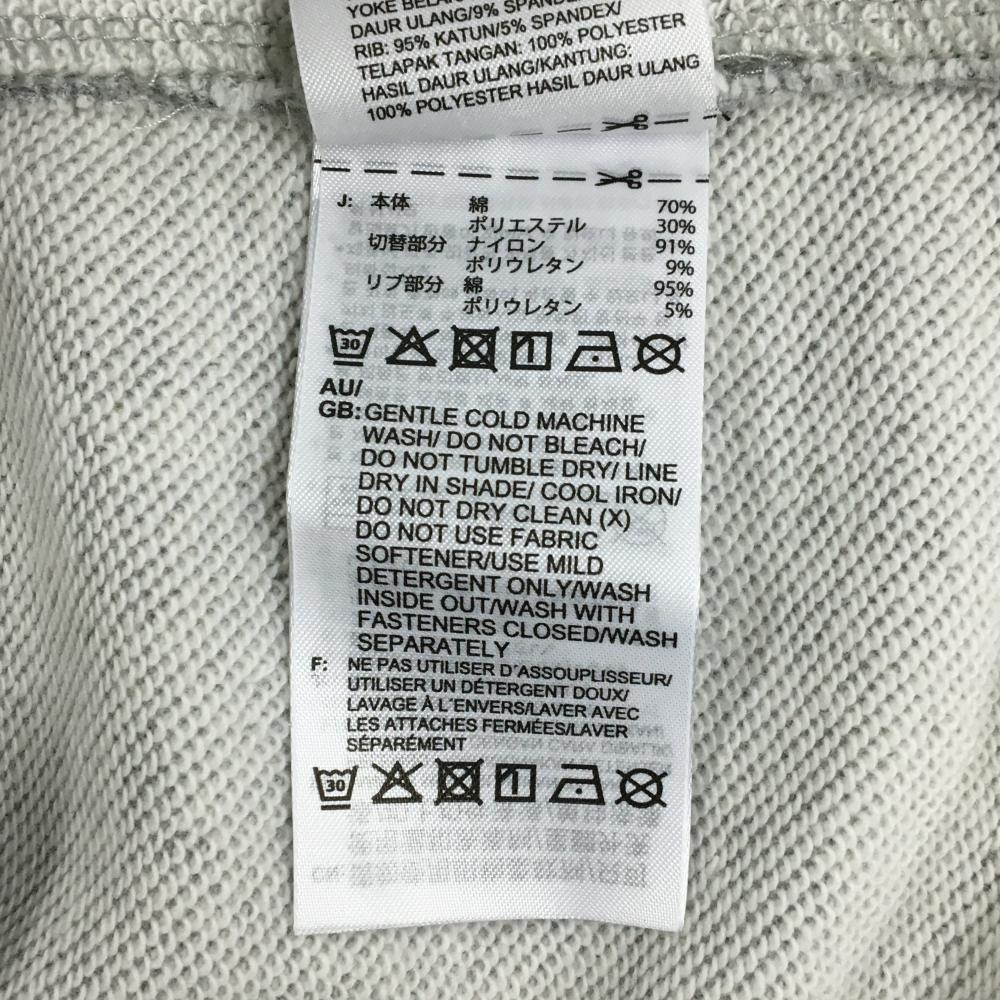 YOKE BELA
DAUR ULANG/9% SPANDEX/
RIB: 95% KATUN/5% SPANDEX/
TELAPAK TANGAN: 100% POLYESTER
HASIL DAUR ULANG/KANTUNG:
100% POLYESTER HASIL DAUR ULANG
J: 本体 綿 70%
ポリエステル 30%
切替部分 ナイロン 91%
ポリウレタン 9%
リブ部分 綿 95%
ポリウレタン 5%
30
AU/
GB: GENTLE COLD MACHINE
WASH/ DO NOT BLEACH/
DO NOT TUMBLE DRY/ LINE
DRY IN SHADE/ COOL IRON/
DO NOT DRY CLEAN (X)
DO NOT USE FABRIC
SOFTENER/USE MILD
DETERGENT ONLY/WASH
INSIDE OUT/WASH WITH
FASTENERS CLOSED/WASH
SEPARATELY
F: NE PAS UTILISER D´ASSOUPLISSEUR/
UTILISER UN DÉTERGENT DOUX/
LAVAGE À L´ENVERS/LAVER AVEC
LES ATTACHES FERMÉES/LAVER
SÉPARÉMENT
30